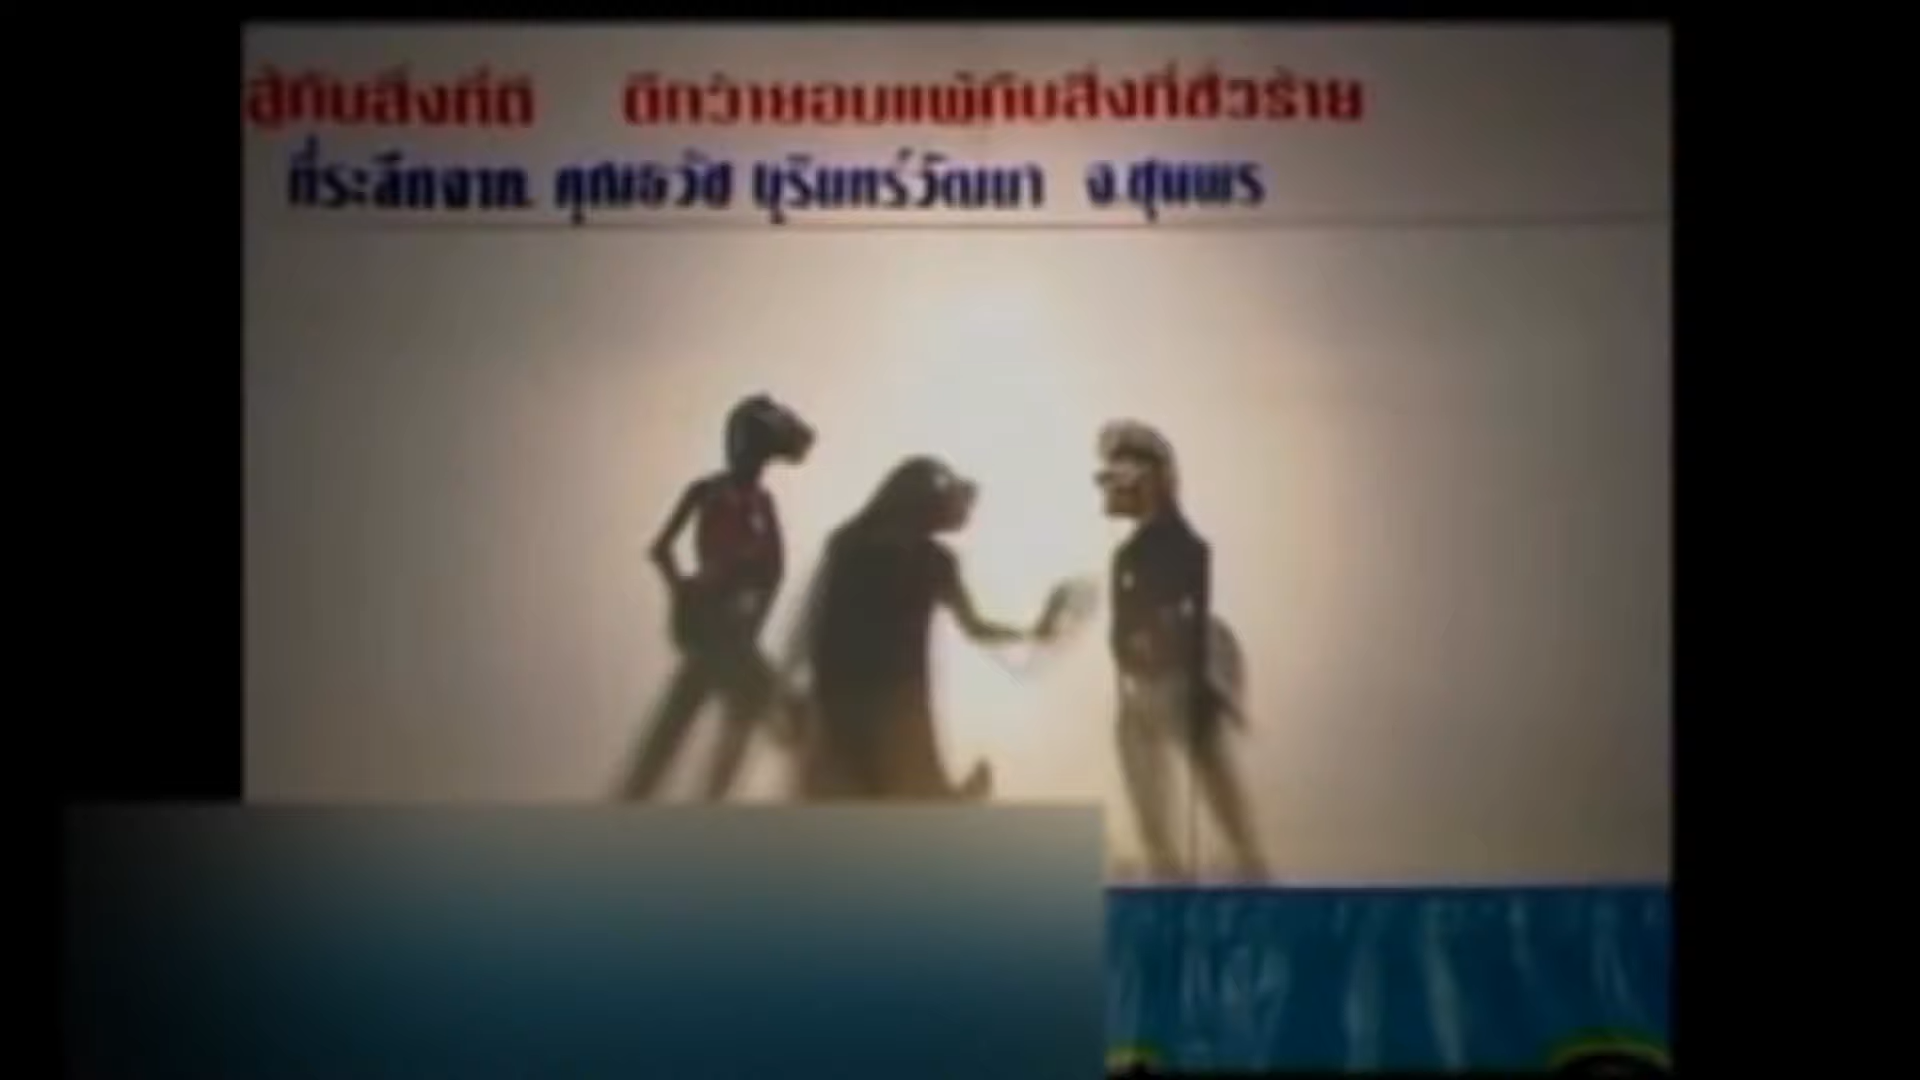 สู้กับสิ่งที่ดี ดีกว่ายอมแพ้กับสิ่งที่ชั่วร้าย
ที่ระลึกจาก คุณธวัช บุรินทร์วัฒนา จ.ชุมพร